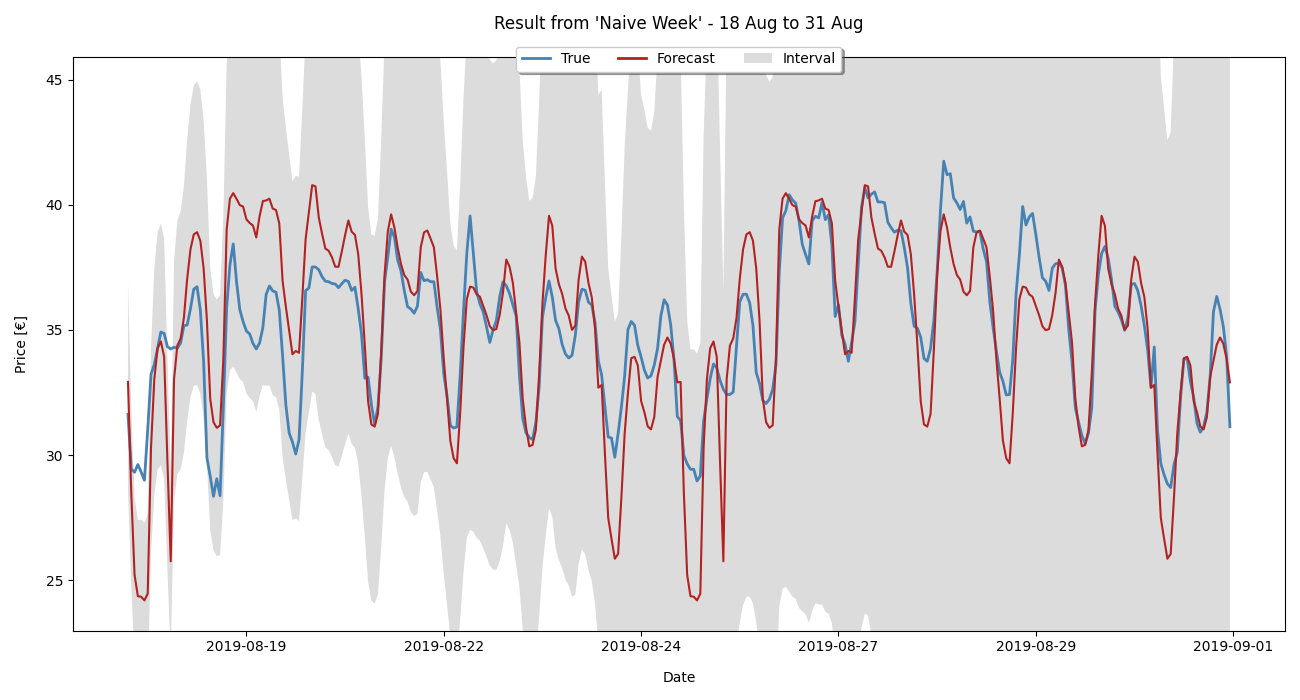 Result from 'Naive Week' - 18 Aug to 31 Aug
True Forecast Interval
45
40
35
30
25
Price [€]
2019-08-19 2019-08-22 2019-08-24 2019-08-27 2019-08-29 2019-09-01
Date